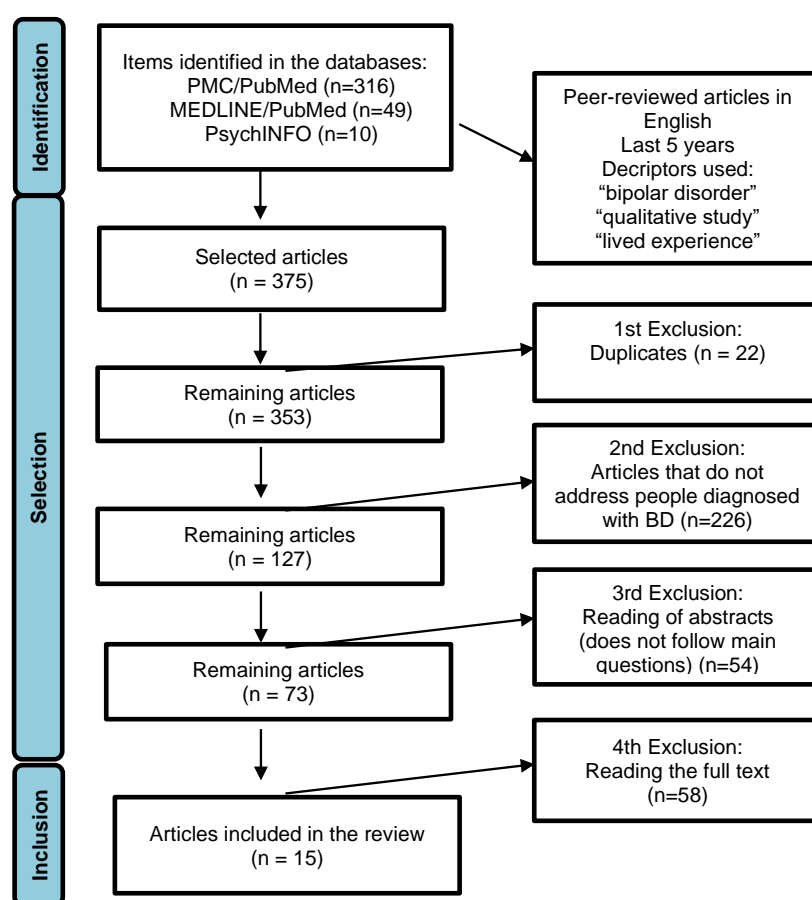 Identification
Items identified in the databases:
PMC/PubMed (n=316)
MEDLINE/PubMed (n=49)
PsychINFO (n=10)
Peer-reviewed articles in
English
Last 5 years
Decriptors used:
“bipolar disorder”
“qualitative study”
“lived experience”
Selection
Selected articles
(n = 375)
1st Exclusion:
Duplicates (n = 22)
Remaining articles
(n = 353)
2nd Exclusion:
Articles that do not
address people diagnosed
with BD (n=226)
Remaining articles
(n = 127)
3rd Exclusion:
Reading of abstracts
(does not follow main
questions) (n=54)
Remaining articles
(n = 73)
4th Exclusion:
Reading the full text
(n=58)
Inclusion
Articles included in the review
(n = 15)